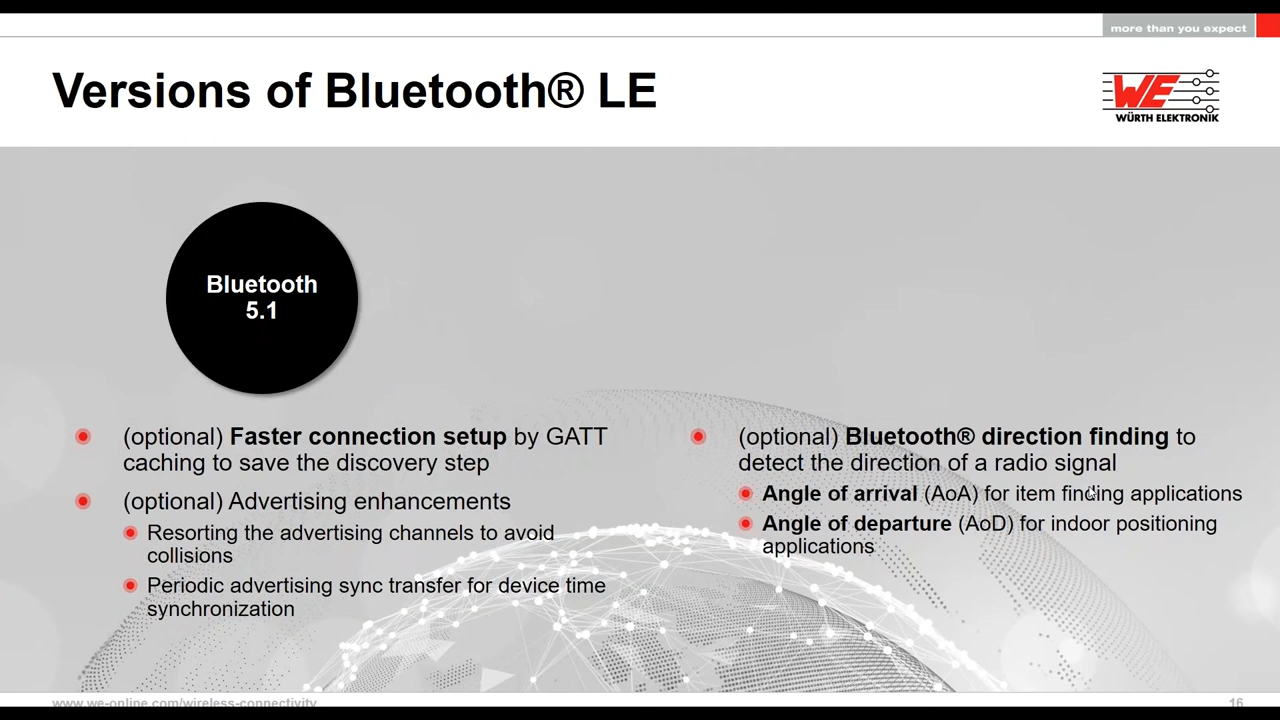 more than you expect
Versions of Bluetooth® LE
WE
WÜRTH ELEKTRONIK
Bluetooth
5.1
(optional) Faster connection setup by GATT
caching to save the discovery step
(optional) Advertising enhancements
Resorting the advertising channels to avoid
collisions
Periodic advertising sync transfer for device time
synchronization
(optional) Bluetooth® direction finding to
detect the direction of a radio signal
Angle of arrival (AoA) for item finding applications
Angle of departure (AoD) for indoor positioning
applications
www.we-online.com/wireless-connectivity
16